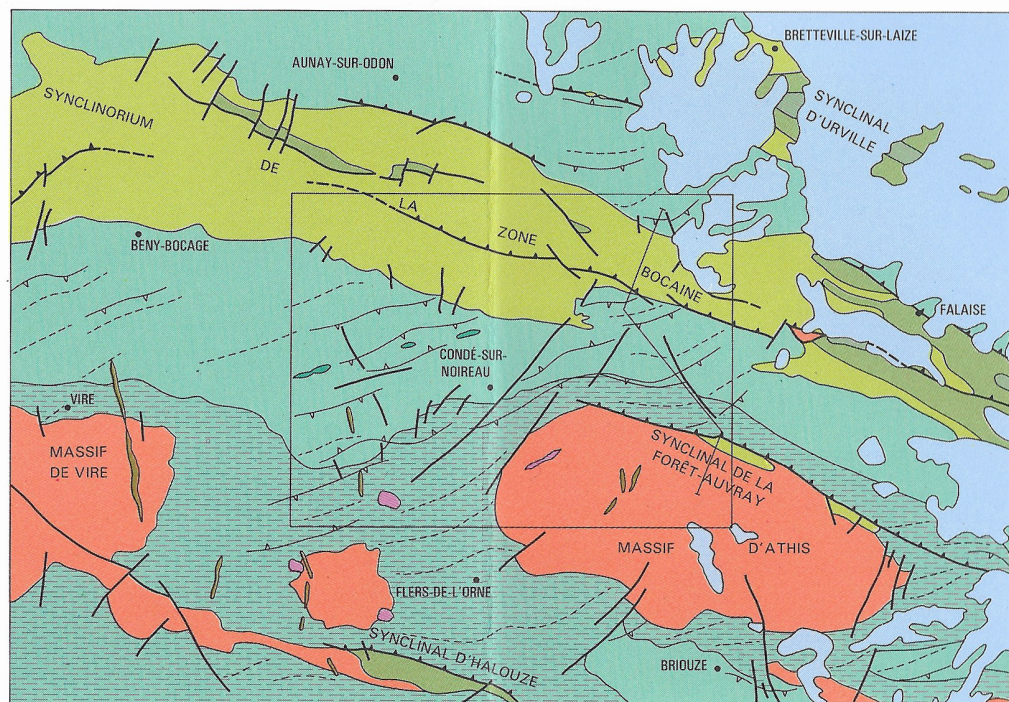 BRETTEVILLE-SUR-LAIZE
AUNAY-SUR-ODON
SYNCLINORIUM
DE
LA
ZONE
BOCAINE
SYNCLINAL
D'URVILLE
BENY-BOCAGE
FALAISE
CONDÉ-SUR-
NOIREAU
VIRE
MASSIF
DE VIRE
SYNCLINAL DE LA
FORÊT-AUVRAY
MASSIF D'ATHIS
FLERS-DE-L'ORNE
SYNCLINAL D'HALOUZE
BRIOUZE